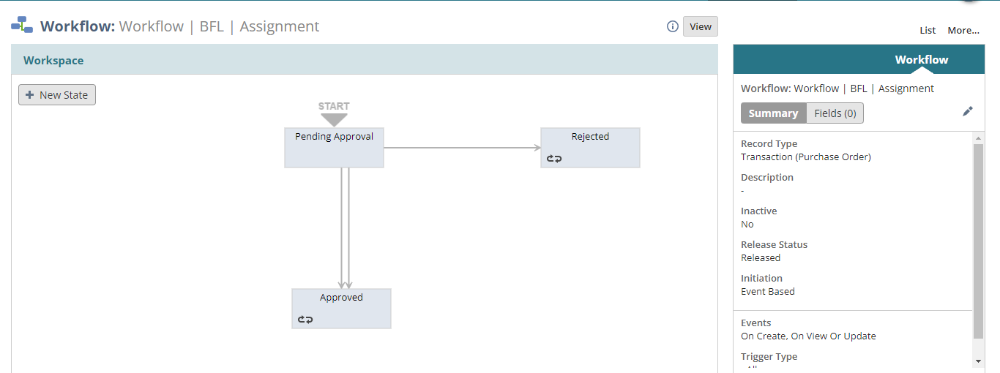 Workflow: Workflow | BFL | Assignment
View
List More...
Workspace
Workflow
+ New State
START
Pending Approval
Rejected
Approved
Workflow: Workflow | BFL | Assignment
Summary
Fields (0)
Record Type
Transaction (Purchase Order)
Description
-
Inactive
No
Release Status
Released
Initiation
Event Based
Events
On Create, On View Or Update
Trigger Type